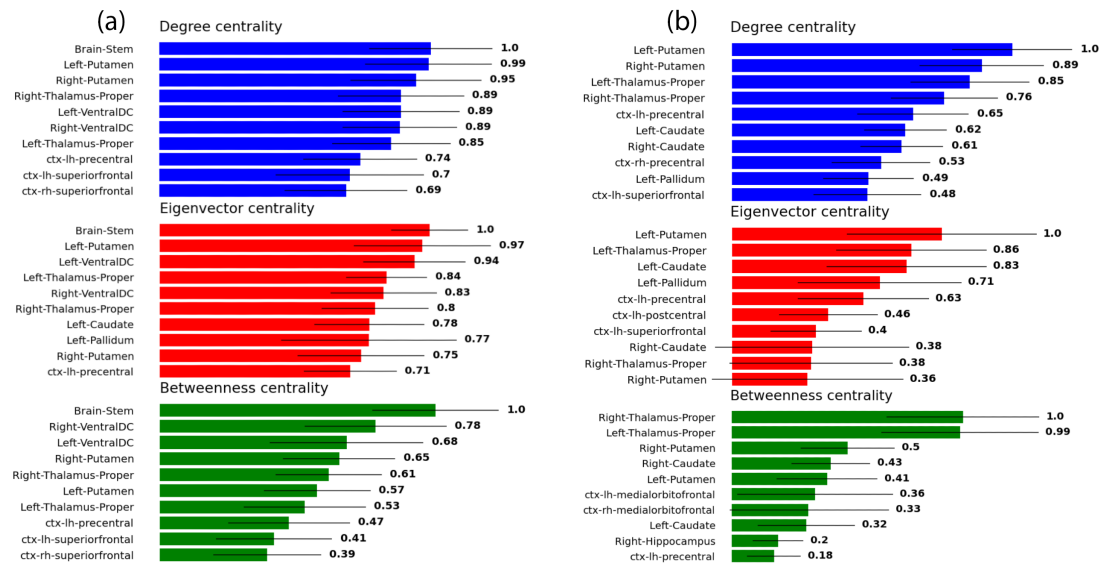 (a)
Degree centrality
Brain-Stem 1.0
Left-Putamen 0.99
Right-Putamen 0.95
Right-Thalamus-Proper 0.89
Left-VentralDC 0.89
Right-VentralDC 0.89
Left-Thalamus-Proper 0.85
ctx-lh-precentral 0.74
ctx-lh-superiorfrontal 0.7
ctx-rh-superiorfrontal 0.69
Eigenvector centrality
Brain-Stem 1.0
Left-Putamen 0.97
Left-VentralDC 0.94
Left-Thalamus-Proper 0.84
Right-VentralDC 0.83
Right-Thalamus-Proper 0.8
Left-Caudate 0.78
Left-Pallidum 0.77
Right-Putamen 0.75
ctx-lh-precentral 0.71
Betweenness centrality
Brain-Stem 1.0
Right-VentralDC 0.78
Left-VentralDC 0.68
Right-Putamen 0.65
Right-Thalamus-Proper 0.61
Left-Putamen 0.57
Left-Thalamus-Proper 0.53
ctx-lh-precentral 0.47
ctx-lh-superiorfrontal 0.41
ctx-rh-superiorfrontal 0.39
(b)
Degree centrality
Left-Putamen 1.0
Right-Putamen 0.89
Left-Thalamus-Proper 0.85
Right-Thalamus-Proper 0.76
ctx-lh-precentral 0.65
Left-Caudate 0.62
Right-Caudate 0.61
ctx-rh-precentral 0.53
Left-Pallidum 0.49
ctx-lh-superiorfrontal 0.48
Eigenvector centrality
Left-Putamen 1.0
Left-Thalamus-Proper 0.86
Left-Caudate 0.83
Left-Pallidum 0.71
ctx-lh-precentral 0.63
ctx-lh-postcentral 0.46
ctx-lh-superiorfrontal 0.4
Right-Caudate 0.38
Right-Thalamus-Proper 0.38
Right-Putamen 0.36
Betweenness centrality
Right-Thalamus-Proper 1.0
Left-Thalamus-Proper 0.99
Right-Putamen 0.5
Right-Caudate 0.43
Left-Putamen 0.41
ctx-lh-medialorbitofrontal 0.36
ctx-rh-medialorbitofrontal 0.33
Left-Caudate 0.32
Right-Hippocampus 0.2
ctx-lh-precentral 0.18